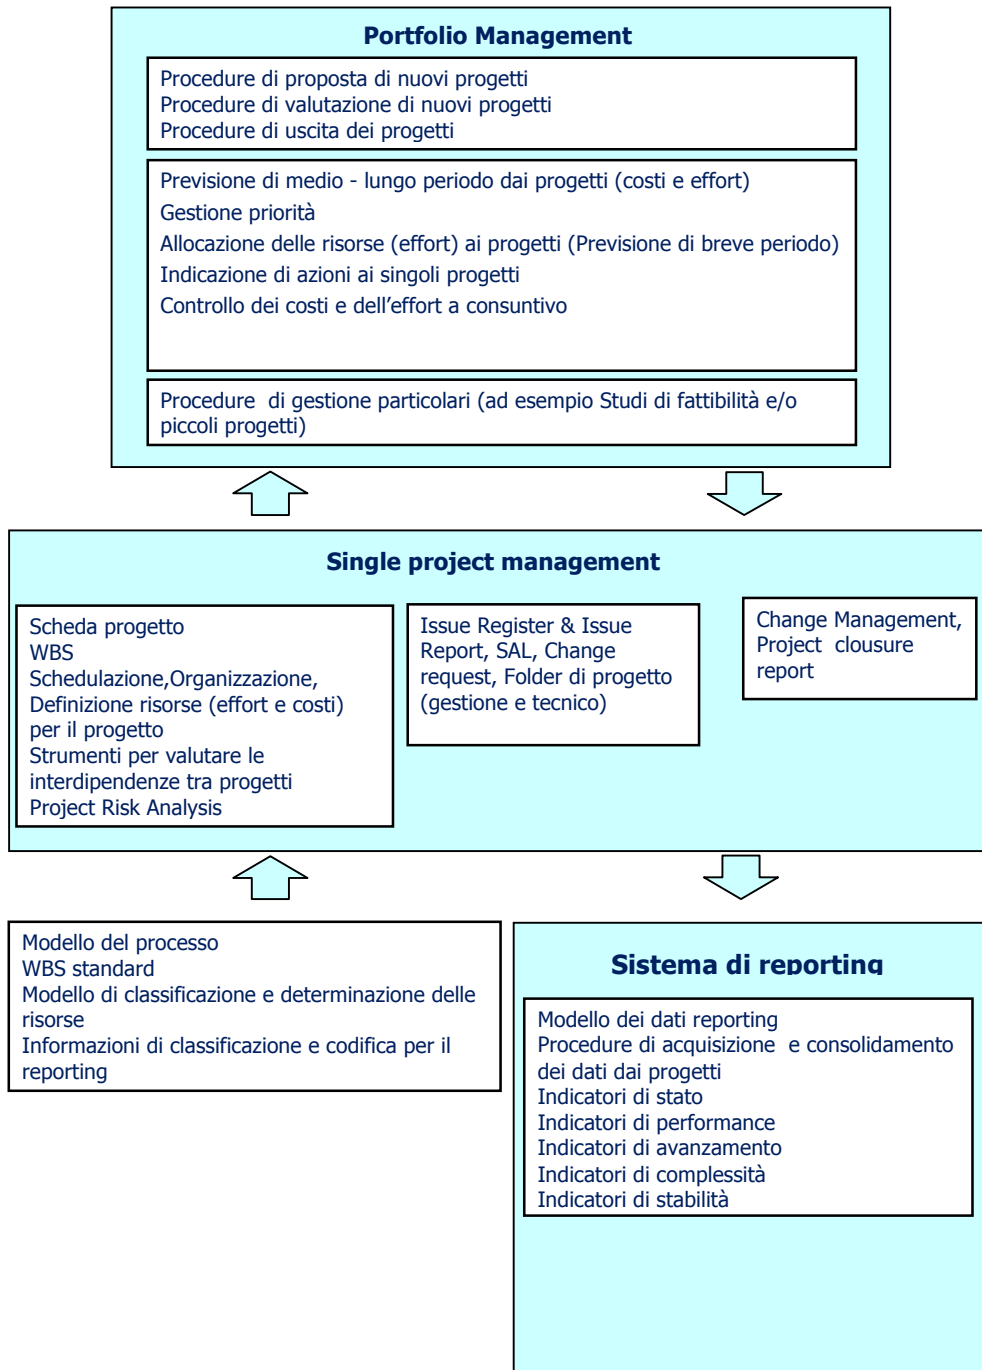 Portfolio Management
Procedure di proposta di nuovi progetti
Procedure di valutazione di nuovi progetti
Procedure di uscita dei progetti
Previsione di medio - lungo periodo dai progetti (costi e effort)
Gestione priorità
Allocazione delle risorse (effort) ai progetti (Previsione di breve periodo)
Indicazione di azioni ai singoli progetti
Controllo dei costi e dell’effort a consuntivo
Procedure di gestione particolari (ad esempio Studi di fattibilità e/o
piccoli progetti)
Single project management
Scheda progetto
WBS
Schedulazione,Organizzazione,
Definizione risorse (effort e costi)
per il progetto
Strumenti per valutare le
interdipendenze tra progetti
Project Risk Analysis
Issue Register & Issue
Report, SAL, Change
request, Folder di progetto
(gestione e tecnico)
Change Management,
Project clousure
report
Modello del processo
WBS standard
Modello di classificazione e determinazione delle
risorse
Informazioni di classificazione e codifica per il
reporting
Sistema di reporting
Modello dei dati reporting
Procedure di acquisizione e consolidamento
dei dati dai progetti
Indicatori di stato
Indicatori di performance
Indicatori di avanzamento
Indicatori di complessità
Indicatori di stabilità